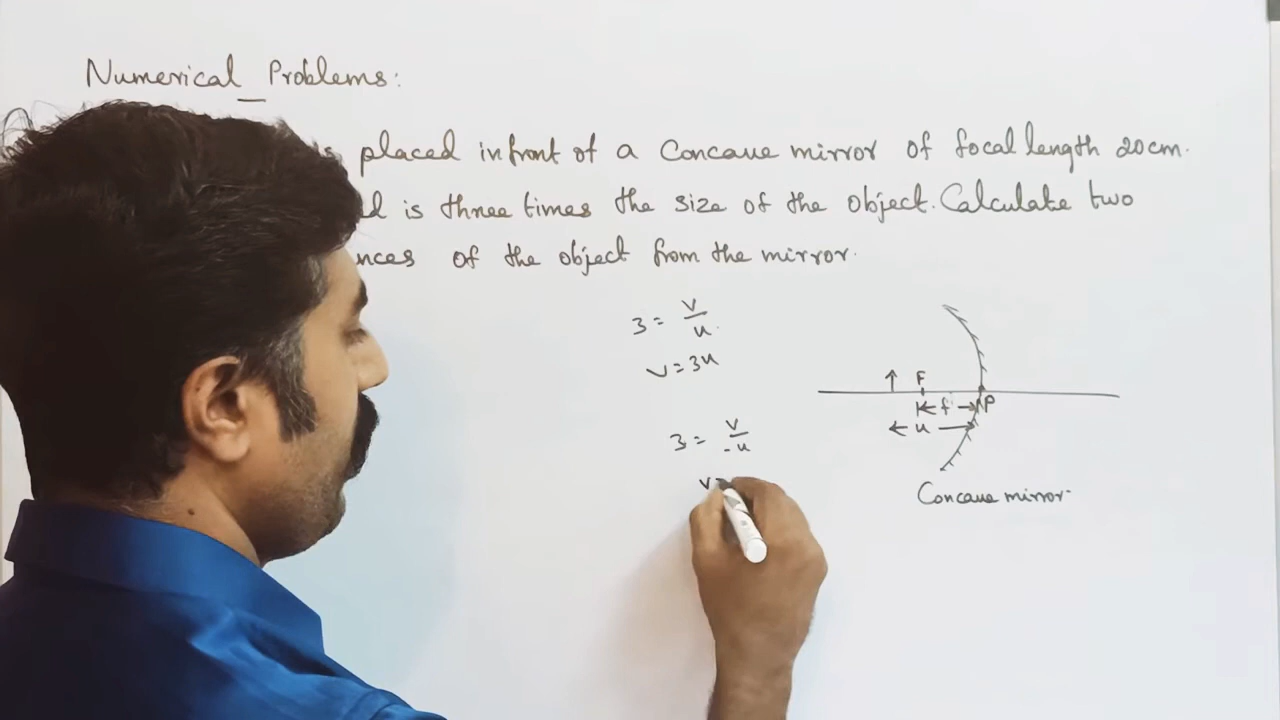 Numerical Problems:
placed infront of a Concave mirror of focal length 20cm.
is three times the size of the object. Calculate two
of the object from the mirror.
3 = v/u
v = 3u
3 = v/-u
v =
F
f
P
u
Concave mirror